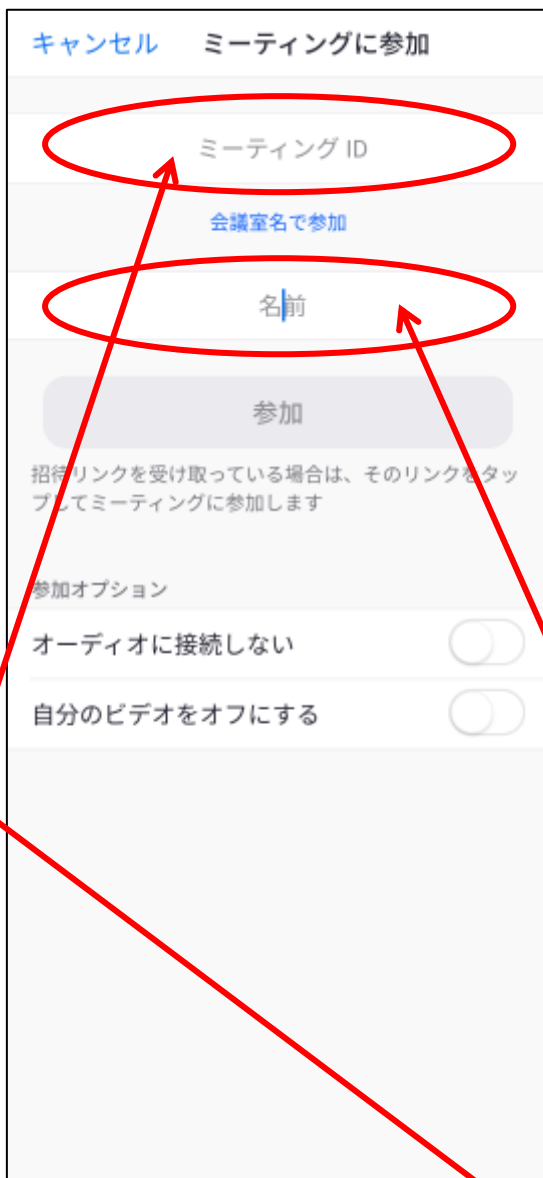 キャンセル ミーティングに参加
ミーティング ID
会議室名で参加
名前
参加
招待リンクを受け取っている場合は、そのリンクをタッ
プしてミーティングに参加します
参加オプション
オーディオに接続しない
自分のビデオをオフにする